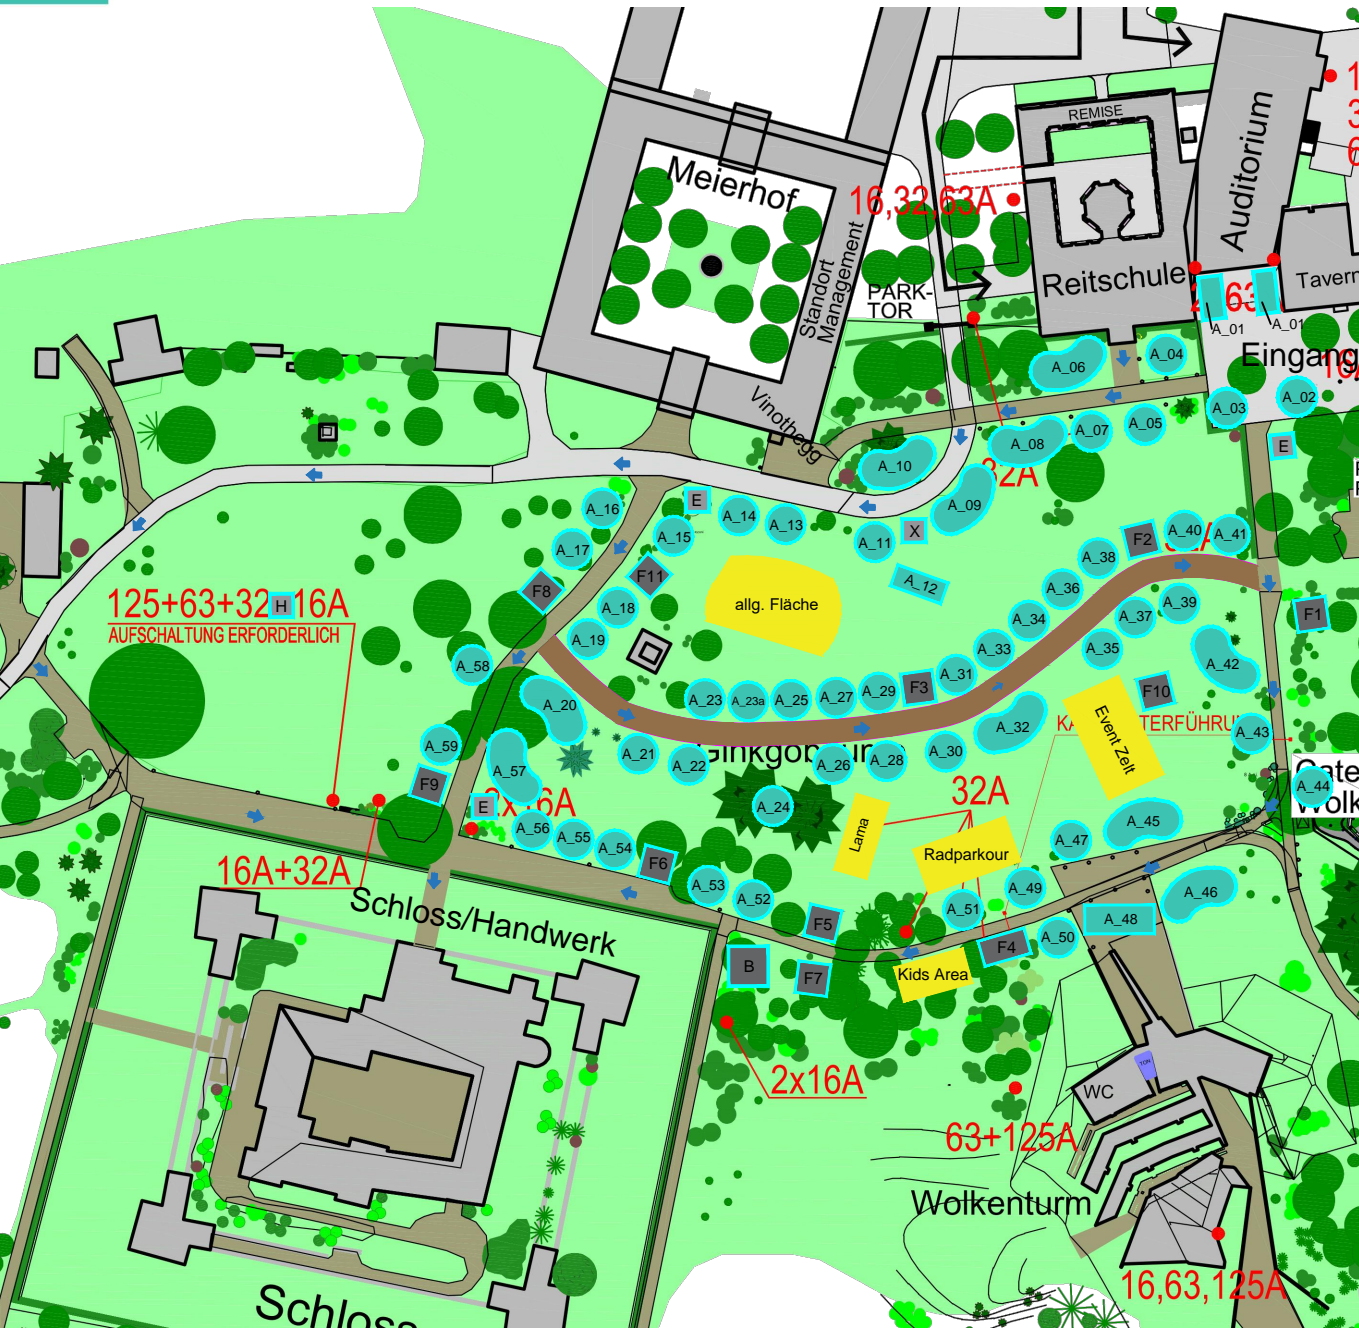 Meierhof
Standort
Management
16,32,63A
PARK-
TOR
REMISE
Reitschule
Auditorium
Tavern
A_01
A_01
Eingang
A_06
A_04
A_03
A_02
E
A_05
A_07
A_08
32A
A_10
A_09
Vinothegg
A_16
E
A_14
A_13
A_15
A_17
A_11
X
A_12
F2
A_40
A_41
A_38
A_36
F8
F11
A_18
A_19
allg. Fläche
A_34
A_37
A_39
F1
125+63+32
H
16A
AUFSCHALTUNG ERFORDERLICH
A_33
A_35
A_42
A_58
A_31
F3
A_29
A_27
A_25
A_23a
A_23
A_20
F10
A_32
Event Zelt
A_43
A_59
A_21
A_22
A_26
A_28
A_30
A_57
F9
E
2x16A
A_24
32A
A_44
A_56
A_55
A_54
Lama
Radparkour
A_47
A_45
F6
A_53
A_52
A_49
A_46
16A+32A
Schloss/Handwerk
F5
A_51
A_48
A_50
F4
B
F7
Kids Area
2x16A
TOR
WC
63+125A
Wolkenturm
16,63,125A
Schloss